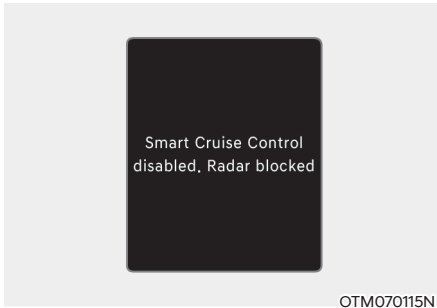 Smart Cruise Control
disabled. Radar blocked
OTM070115N